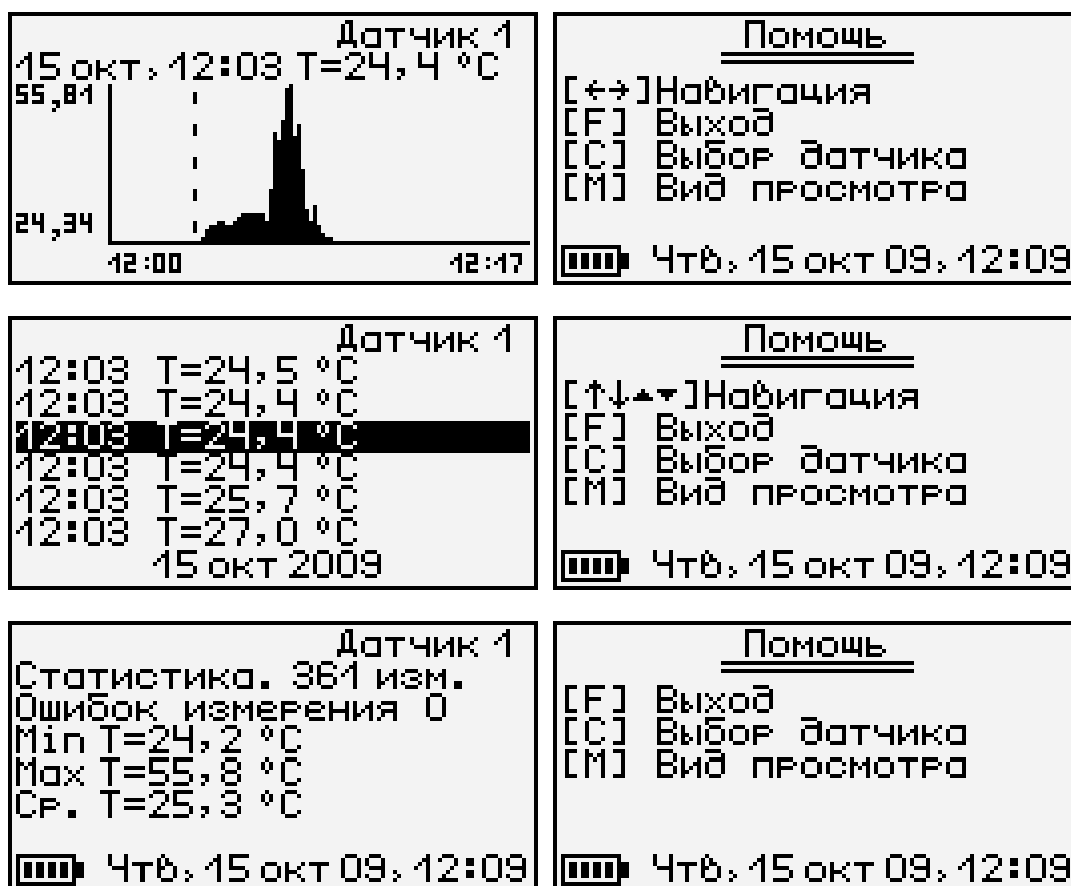 Датчик 1
15 окт, 12:03 T=24,4 °C
55,81
24,34
12:00 12:17
Помощь
[←→]Навигация
[F] Выход
[C] Выбор датчика
[M] Вид просмотра
Чтв, 15 окт 09, 12:09
Датчик 1
12:03 T=24,5 °C
12:03 T=24,4 °C
12:03 T=24,4 °C
12:03 T=24,4 °C
12:03 T=25,7 °C
12:03 T=27,0 °C
15 окт 2009
Помощь
[↑↓▲▼]Навигация
[F] Выход
[C] Выбор датчика
[M] Вид просмотра
Чтв, 15 окт 09, 12:09
Датчик 1
Статистика. 361 изм.
Ошибок измерения 0
Min T=24,2 °C
Max T=55,8 °C
Ср. T=25,3 °C
Чтв, 15 окт 09, 12:09
Помощь
[F] Выход
[C] Выбор датчика
[M] Вид просмотра
Чтв, 15 окт 09, 12:09